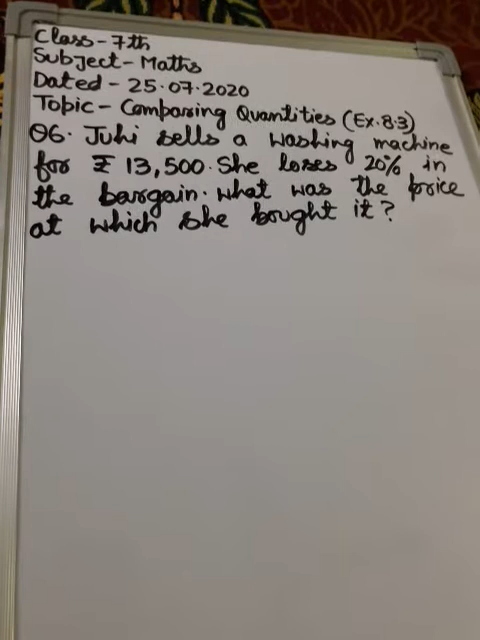 Class-7th
Subject-Maths
Dated-25.07.2020
Topic-Comparing Quantities (Ex.8.3)
Q6. Juhi sells a washing machine
for ₹ 13,500. She loses 20% in
the bargain. what was the price
at which she bought it?